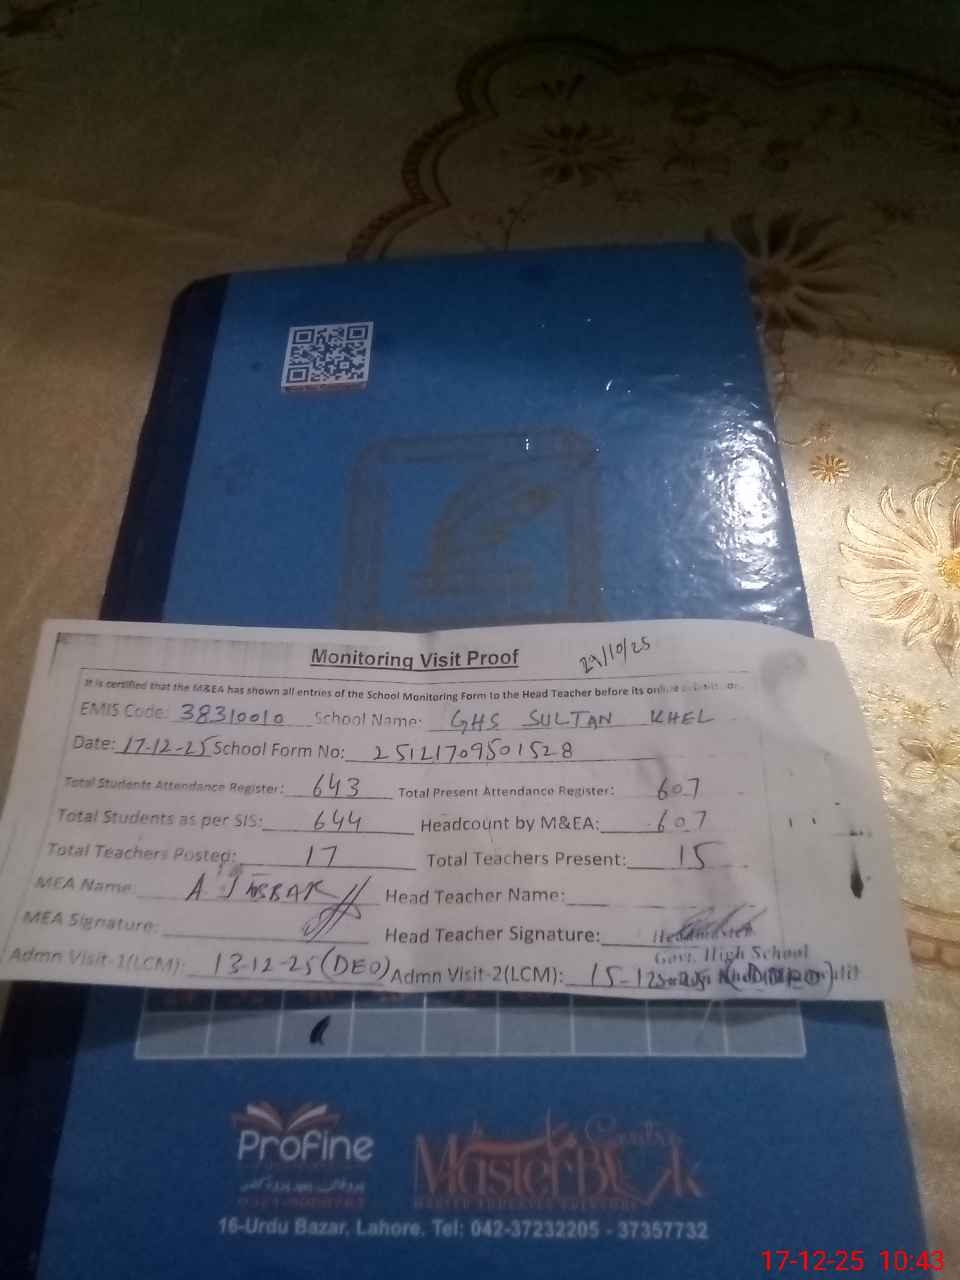 Monitoring Visit Proof
29/10/25
It is certified that the M&EA has shown all entries of the School Monitoring Form to the Head Teacher before its online
EMIS Code: 38310010 School Name: GHS SULTAN KHEL
Date: 17-12-25 School Form No: 25121709501528
Total Students Attendance Register: 643 Total Present Attendance Register: 607
Total Students as per SIS: 644 Headcount by M&EA: 607
Total Teachers Posted: 17 Total Teachers Present: 15
MEA Name: A JABBAR Head Teacher Name:
MEA Signature: Head Teacher Signature:
Govt. High School
Admn Visit-1(LCM): 13-12-25(DEO) Admn Visit-2(LCM): 15-12
Profine
MasterBook
16-Urdu Bazar, Lahore. Tel: 042-37232205 - 37357732
17-12-25 10:43